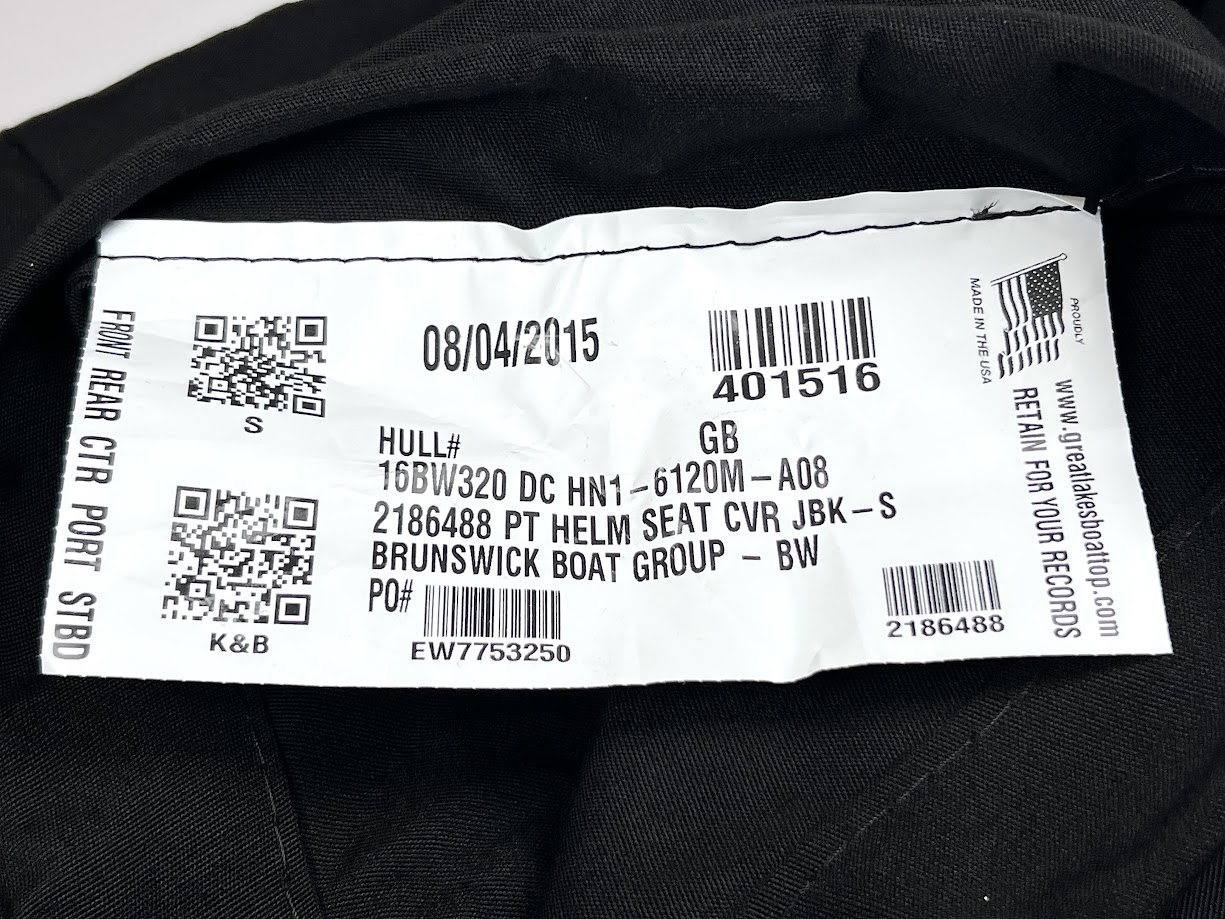 FRONT REAR CTR PORT STBD
S
K&B
08/04/2015
401516
HULL#
GB
16BW320 DC HN1-6120M-A08
2186488 PT HELM SEAT CVR JBK-S
BRUNSWICK BOAT GROUP - BW
PO#
EW7753250
2186488
PROUDLY
MADE IN THE USA
www.greatlakesboattop.com
RETAIN FOR YOUR RECORDS